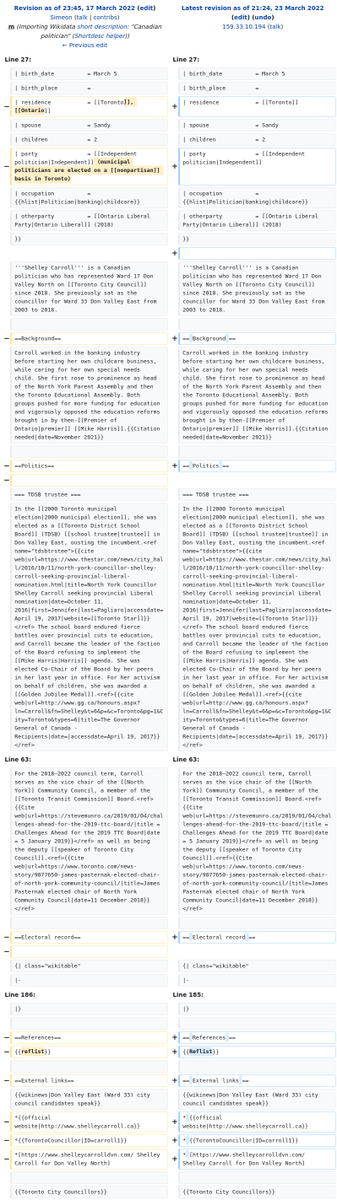 Revision as of 23:45, 17 March 2022 (edit)
Simeon (talk | contribs)
m (Importing Wikidata short description: "Canadian
politician" (Shortdesc helper))
← Previous edit
Latest revision as of 21:24, 23 March 2022
(edit) (undo)
159.33.10.194 (talk)
Line 27:
Line 27:
| birth_date = March 5
| birth_date = March 5
| birth_place =
| birth_place =
− | residence = [[Toronto]],
[[Ontario]]
+ | residence = [[Toronto]]
| spouse = Sandy
| spouse = Sandy
| children = 2
| children = 2
− | party = [[Independent
politician|Independent]] (municipal
politicians are elected on a [[nonpartisan]]
basis in Toronto)
+ | party = [[Independent
politician|Independent]]
| occupation =
{{hlist|Politician|banking|childcare}}
| occupation =
{{hlist|Politician|banking|childcare}}
| otherparty = [[Ontario Liberal
Party|Ontario Liberal]] (2018)
| otherparty = [[Ontario Liberal
Party|Ontario Liberal]] (2018)
}}
}}
+
'''Shelley Carroll''' is a Canadian
politician who has represented Ward 17 Don
Valley North on [[Toronto City Council]]
since 2018. She previously sat as the
councillor for Ward 33 Don Valley East from
2003 to 2018.
'''Shelley Carroll''' is a Canadian
politician who has represented Ward 17 Don
Valley North on [[Toronto City Council]]
since 2018. She previously sat as the
councillor for Ward 33 Don Valley East from
2003 to 2018.
− ==Background==
+ == Background ==
Carroll worked in the banking industry
before starting her own childcare business,
while caring for her own special needs
child. She first rose to prominence as head
of the North York Parent Assembly and then
the Toronto Educational Assembly. Both
groups pushed for more funding for education
and vigorously opposed the education reforms
brought in by then-[[Premier of
Ontario|premier]] [[Mike Harris]].{{Citation
needed|date=November 2021}}
Carroll worked in the banking industry
before starting her own childcare business,
while caring for her own special needs
child. She first rose to prominence as head
of the North York Parent Assembly and then
the Toronto Educational Assembly. Both
groups pushed for more funding for education
and vigorously opposed the education reforms
brought in by then-[[Premier of
Ontario|premier]] [[Mike Harris]].{{Citation
needed|date=November 2021}}
− ==Politics==
+ == Politics ==
−
=== TDSB trustee ===
=== TDSB trustee ===
In the [[2000 Toronto municipal
election|2000 municipal election]], she was
elected as a [[Toronto District School
Board|TDSB]] [[school trustee|trustee]] in
Don Valley East, ousting the incumbent.<ref
name="tdsbtrustee">{{cite
web|url=https://www.thestar.com/news/city_hal
l/2016/10/11/north-york-councillor-shelley-
carroll-seeking-provincial-liberal-
nomination.html|title=North York Councillor
Shelley Carroll seeking provincial Liberal
nomination|date=October 11,
2016|first=Jennifer|last=Pagliaro|accessdate=
April 19, 2017|website=[[Toronto Star]]}}
</ref> The school board endured fierce
battles over provincial cuts to education,
and Carroll became the leader of the faction
of the Board refusing to implement the
[[Mike Harris|Harris]] agenda. She was
elected Co-Chair of the Board by her peers
in her last year in office. For her activism
on behalf of children, she was awarded a
[[Golden Jubilee Medal]].<ref>{{cite
web|url=http://www.gg.ca/honours.aspx?
ln=Carroll&fn=Shelley&t=6&p=&c=Toronto&pg=1&C
ity=Toronto&types=6|title=The Governor
General of Canada -
Recipients|date=|accessdate=April 19, 2017}}
</ref>
In the [[2000 Toronto municipal
election|2000 municipal election]], she was
elected as a [[Toronto District School
Board|TDSB]] [[school trustee|trustee]] in
Don Valley East, ousting the incumbent.<ref
name="tdsbtrustee">{{cite
web|url=https://www.thestar.com/news/city_hal
l/2016/10/11/north-york-councillor-shelley-
carroll-seeking-provincial-liberal-
nomination.html|title=North York Councillor
Shelley Carroll seeking provincial Liberal
nomination|date=October 11,
2016|first=Jennifer|last=Pagliaro|accessdate=
April 19, 2017|website=[[Toronto Star]]}}
</ref> The school board endured fierce
battles over provincial cuts to education,
and Carroll became the leader of the faction
of the Board refusing to implement the
[[Mike Harris|Harris]] agenda. She was
elected Co-Chair of the Board by her peers
in her last year in office. For her activism
on behalf of children, she was awarded a
[[Golden Jubilee Medal]].<ref>{{cite
web|url=http://www.gg.ca/honours.aspx?
ln=Carroll&fn=Shelley&t=6&p=&c=Toronto&pg=1&C
ity=Toronto&types=6|title=The Governor
General of Canada -
Recipients|date=|accessdate=April 19, 2017}}
</ref>
Line 63:
Line 63:
For the 2018-2022 council term, Carroll
serves as the vice chair of the [[North
York]] Community Council, a member of the
[[Toronto Transit Commission]] Board.<ref>
{{Cite
web|url=https://stevemunro.ca/2019/01/04/chal
lenges-ahead-for-the-2019-ttc-board/|title =
Challenges Ahead for the 2019 TTC Board|date
= 5 January 2019}}</ref> as well as being
the deputy [[speaker of Toronto City
Council]].<ref>{{Cite
web|url=https://www.toronto.com/news-
story/9077650-james-pasternak-elected-chair-
of-north-york-community-council/|title=James
Pasternak elected chair of North York
Community Council|date=11 December 2018}}
</ref>
For the 2018-2022 council term, Carroll
serves as the vice chair of the [[North
York]] Community Council, a member of the
[[Toronto Transit Commission]] Board.<ref>
{{Cite
web|url=https://stevemunro.ca/2019/01/04/chal
lenges-ahead-for-the-2019-ttc-board/|title =
Challenges Ahead for the 2019 TTC Board|date
= 5 January 2019}}</ref> as well as being
the deputy [[speaker of Toronto City
Council]].<ref>{{Cite
web|url=https://www.toronto.com/news-
story/9077650-james-pasternak-elected-chair-
of-north-york-community-council/|title=James
Pasternak elected chair of North York
Community Council|date=11 December 2018}}
</ref>
− ==Electoral record==
+ == Electoral record ==
−
{| class="wikitable"
{| class="wikitable"
|-
|-
Line 186:
Line 185:
|}
|}
− ==References==
+ == References ==
− {{reflist}}
+ {{Reflist}}
− ==External links==
+ == External links ==
{{wikinews|Don Valley East (Ward 33) city
council candidates speak}}
{{wikinews|Don Valley East (Ward 33) city
council candidates speak}}
− *{{official
website|http://www.shelleycarroll.ca}}
+ * {{official
website|http://www.shelleycarroll.ca}}
− *{{TorontoCouncillor|ID=carroll1}}
+ * {{TorontoCouncillor|ID=carroll1}}
− *[https://www.shelleycarrolldvn.com/ Shelley
Carroll for Don Valley North]
+ * [https://www.shelleycarrolldvn.com/
Shelley Carroll for Don Valley North]
{{Toronto City Councillors}}
{{Toronto City Councillors}}